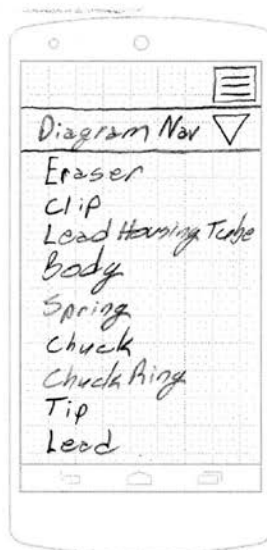 Diagram Nav
Eraser
Clip
Lead Housing Tube
Body
Spring
Chuck
Chuck Ring
Tip
Lead